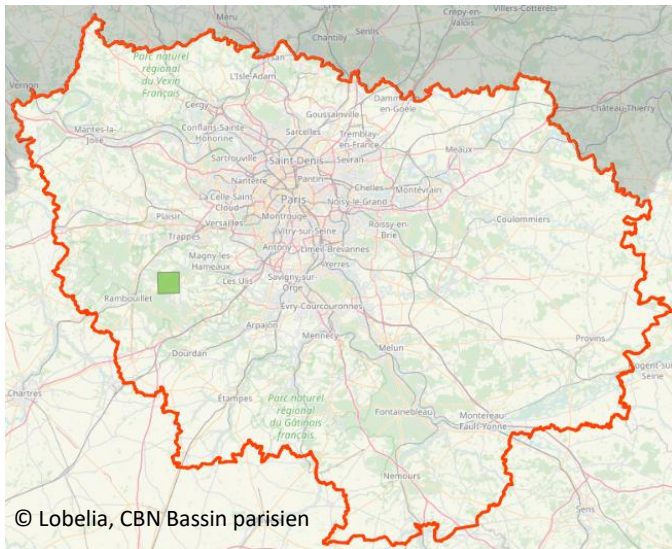 Méru
Chantilly
Senlis
Crépy-en-
Valois
Villers-Cotterêts
Parc naturel
régional
du Vexin
Français
L'Isle-Adam
Vernon
Cergy
Dammartin-
en-Goële
Château-Thierry
Mantes-la-
Jolie
Conflans-Sainte-
Honorine
Goussainville
Sarcelles
Tremblay-
en-France
Meaux
Sartrouville
Saint-Denis
Sevran
Nanterre
Pantin
Chelles
Montévrain
La Celle-Saint-
Cloud
Paris
Noisy-le-Grand
Coulommiers
Plaisir
Versailles
Montrouge
Roissy-en-
Brie
Trappes
Vitry-sur-Seine
Antony
Limeil-Brévannes
Magny-les-
Hameaux
Yerres
Les Ulis
Savigny-sur-
Orge
Rambouillet
Évry-Courcouronnes
Arpajon
Mennecy
Provins
Dourdan
Melun
Nogent-sur-
Seine
Chartres
Étampes
Parc naturel
régional
du Gâtinais
français
Fontainebleau
Montereau-
Fault-Yonne
Nemours
Sens
© Lobelia, CBN Bassin parisien